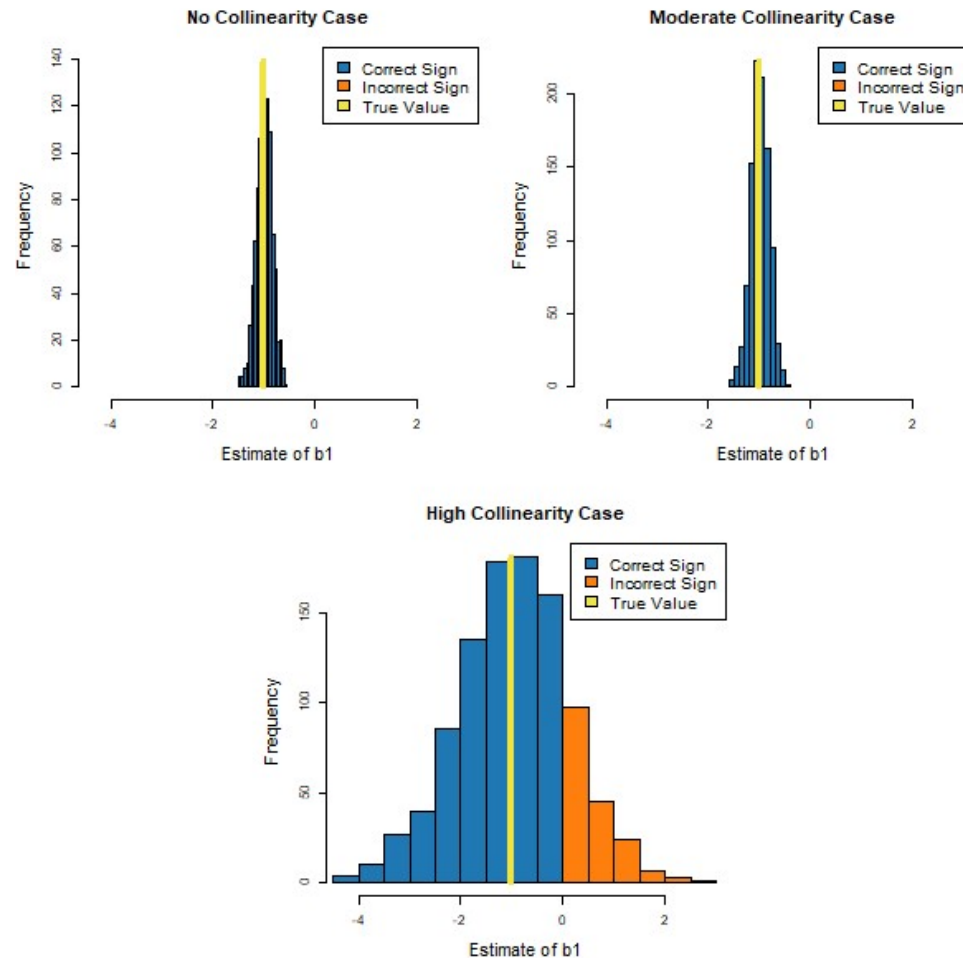 No Collinearity Case
Correct Sign
Incorrect Sign
True Value
Frequency
0
20
40
60
80
100
120
140
-4
-2
0
2
Estimate of b1
Moderate Collinearity Case
Correct Sign
Incorrect Sign
True Value
Frequency
0
50
100
150
200
-4
-2
0
2
Estimate of b1
High Collinearity Case
Correct Sign
Incorrect Sign
True Value
Frequency
0
50
100
150
-4
-2
0
2
Estimate of b1